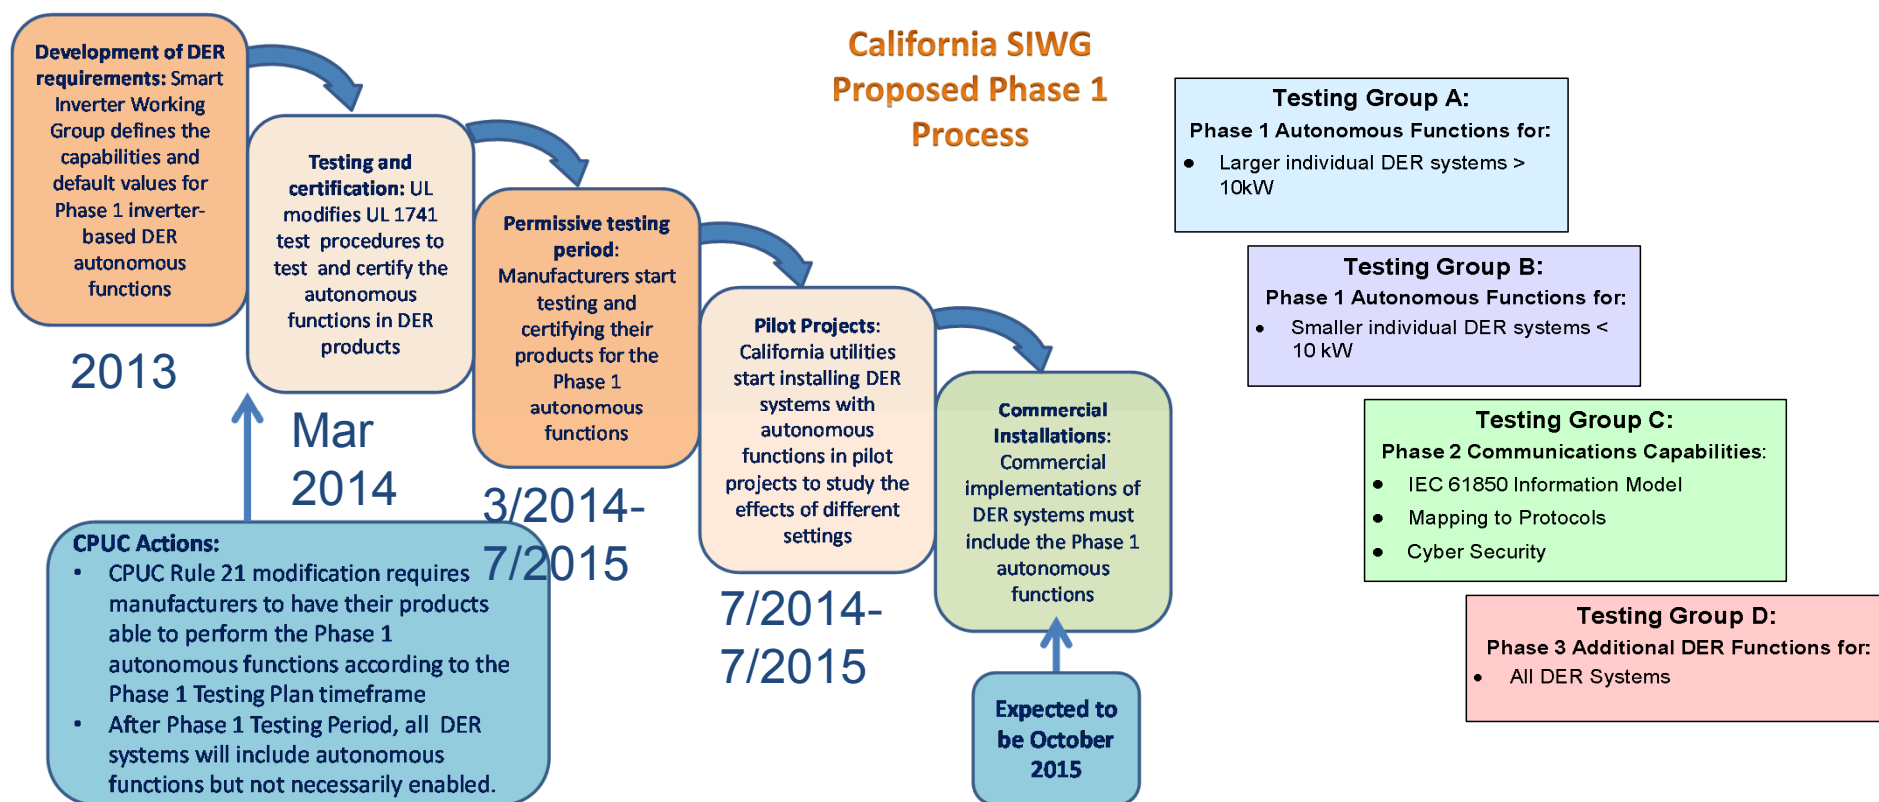 California SIWG
Proposed Phase 1
Process
Development of DER
requirements: Smart
Inverter Working
Group defines the
capabilities and
default values for
Phase 1 inverter-
based DER
autonomous
functions
2013
Testing and
certification: UL
modifies UL 1741
test procedures to
test and certify the
autonomous
functions in DER
products
Mar
2014
Permissive testing
period:
Manufacturers start
testing and
certifying their
products for the
Phase 1
autonomous
functions
3/2014-
7/2015
Pilot Projects:
California utilities
start installing DER
systems with
autonomous
functions in pilot
projects to study the
effects of different
settings
7/2014-
7/2015
Commercial
Installations:
Commercial
implementations of
DER systems must
include the Phase 1
autonomous
functions
Expected to
be October
2015
CPUC Actions:
• CPUC Rule 21 modification requires
manufacturers to have their products
able to perform the Phase 1
autonomous functions according to the
Phase 1 Testing Plan timeframe
• After Phase 1 Testing Period, all DER
systems will include autonomous
functions but not necessarily enabled.
Testing Group A:
Phase 1 Autonomous Functions for:
• Larger individual DER systems >
10kW
Testing Group B:
Phase 1 Autonomous Functions for:
• Smaller individual DER systems <
10 kW
Testing Group C:
Phase 2 Communications Capabilities:
• IEC 61850 Information Model
• Mapping to Protocols
• Cyber Security
Testing Group D:
Phase 3 Additional DER Functions for:
• All DER Systems